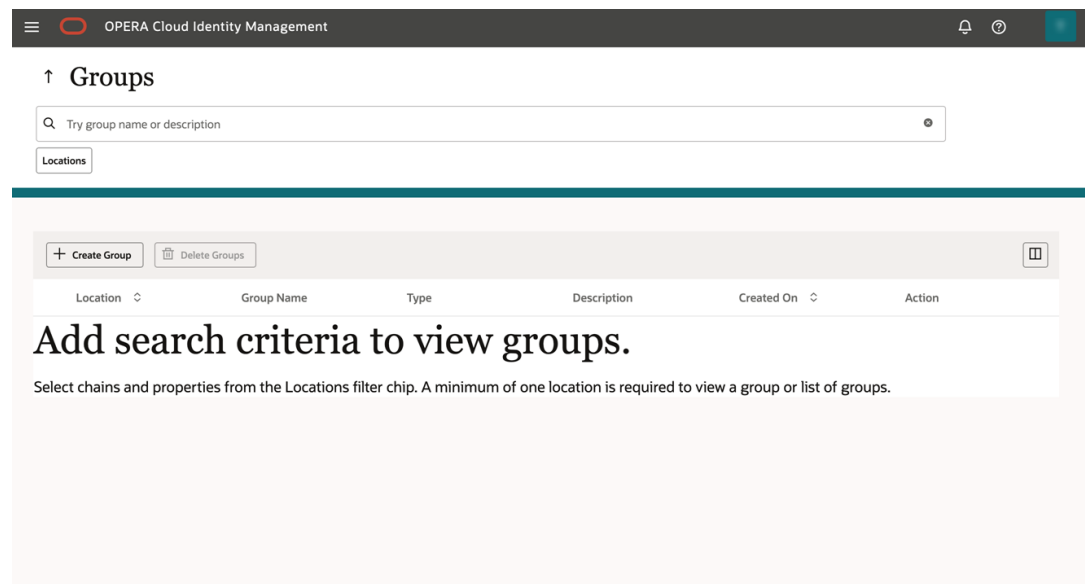 OPERA Cloud Identity Management
Groups
Try group name or description
Locations
Create Group
Delete Groups
Location Group Name Type Description Created On Action
Add search criteria to view groups.
Select chains and properties from the Locations filter chip. A minimum of one location is required to view a group or list of groups.